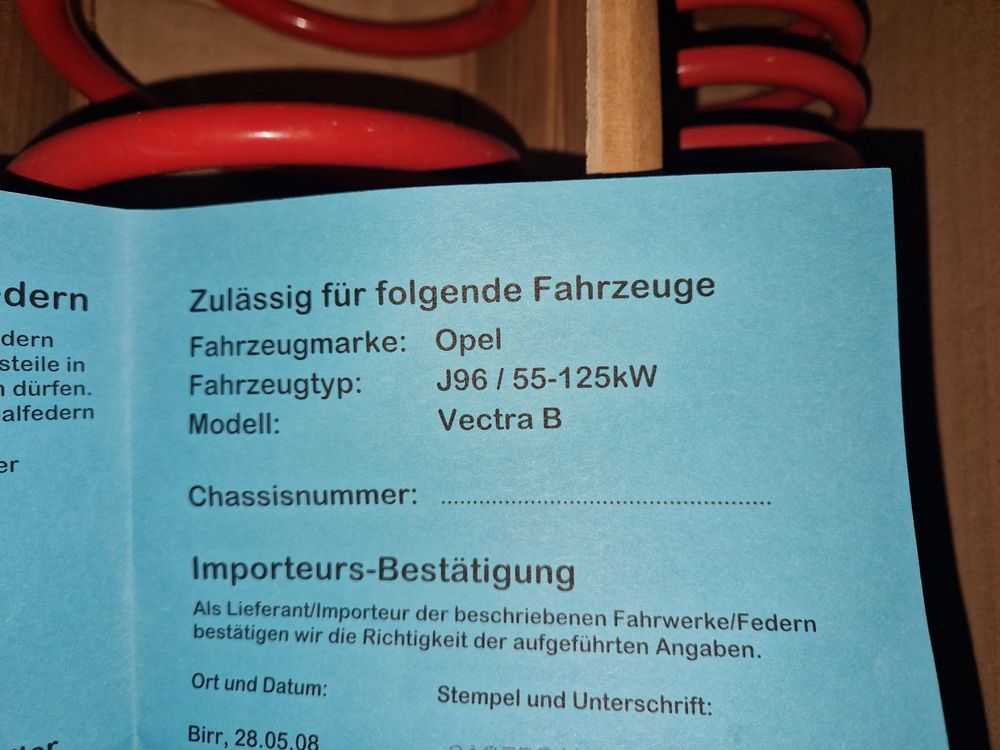 dern
dern
steile in
dürfen.
alfedern
er
Zulässig für folgende Fahrzeuge
Fahrzeugmarke: Opel
Fahrzeugtyp: J96 / 55-125kW
Modell: Vectra B
Chassisnummer: ..................................................
Importeurs-Bestätigung
Als Lieferant/Importeur der beschriebenen Fahrwerke/Federn
bestätigen wir die Richtigkeit der aufgeführten Angaben.
Ort und Datum: Stempel und Unterschrift:
Birr, 28.05.08